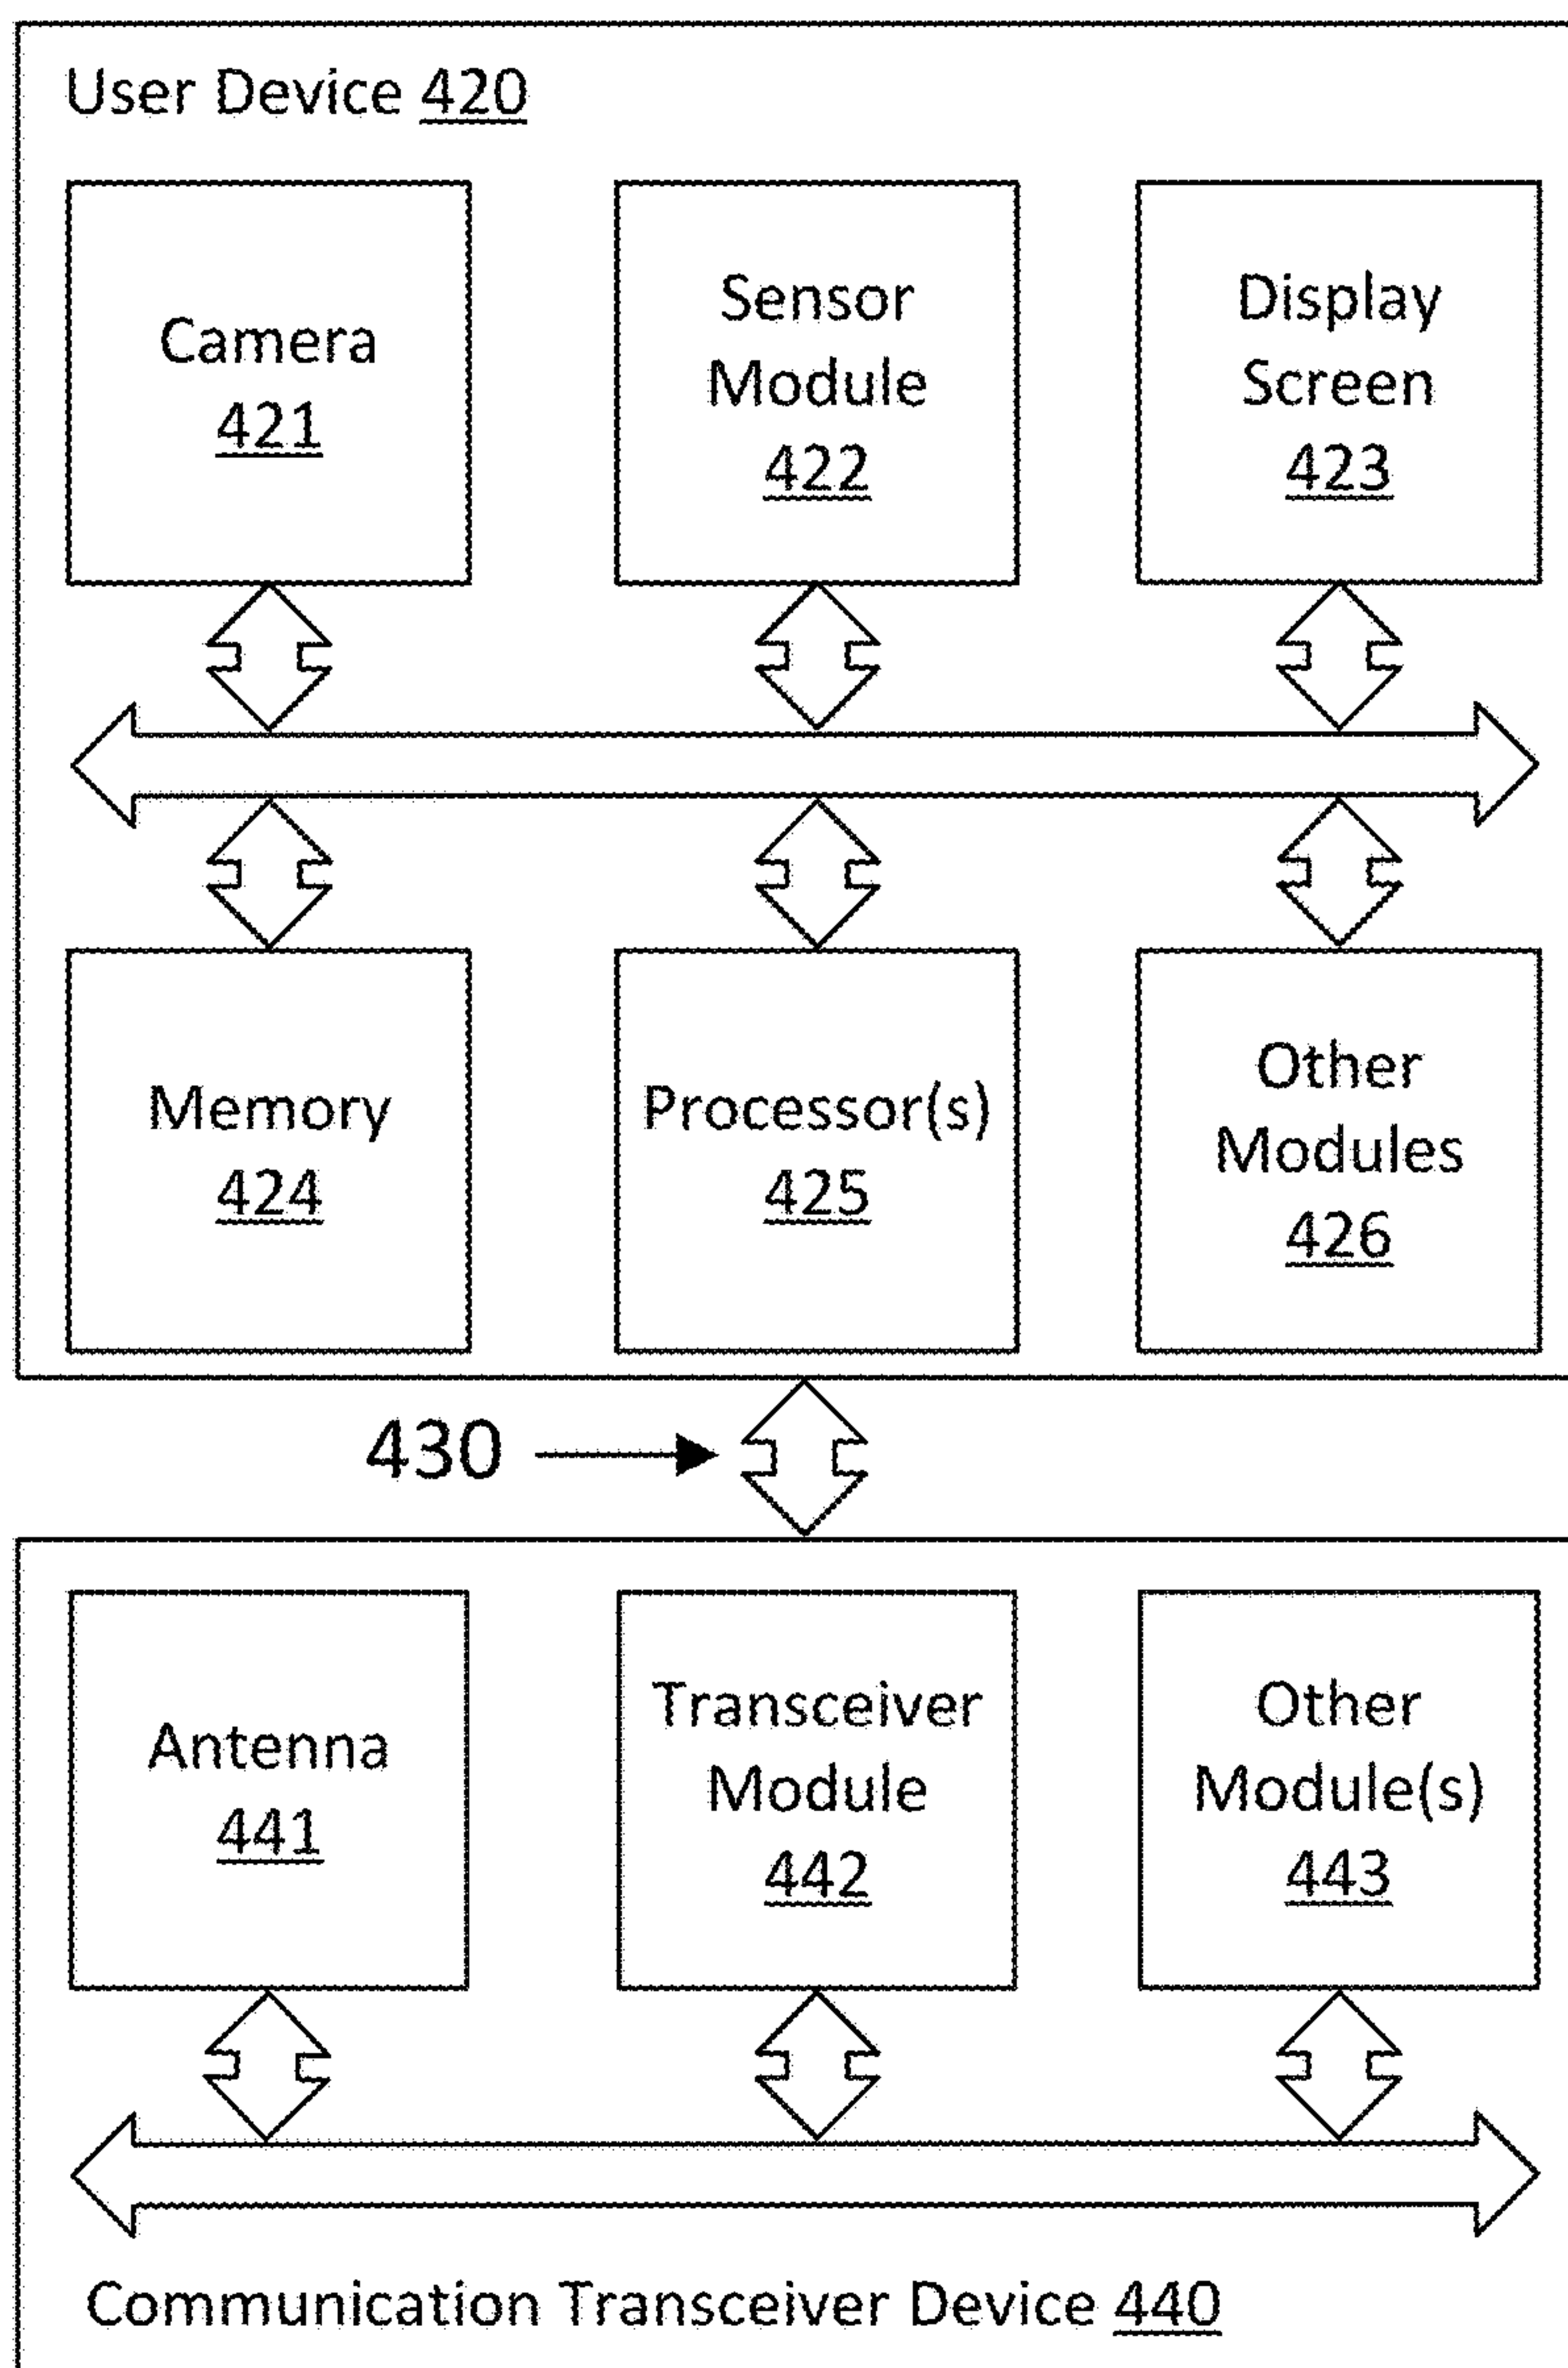 User Device 420
Camera
421
Sensor
Module
422
Display
Screen
423
Memory
424
Processor(s)
425
Other
Modules
426
430
Antenna
441
Transceiver
Module
442
Other
Module(s)
443
Communication Transceiver Device 440